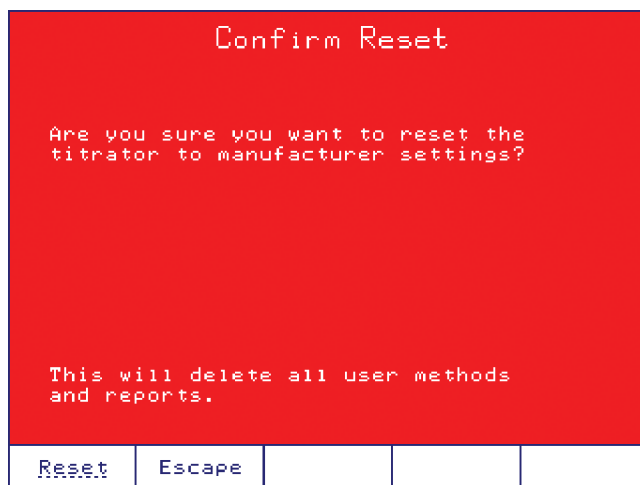 Confirm Reset
Are you sure you want to reset the
titrator to manufacturer settings?
This will delete all user methods
and reports.
Reset Escape